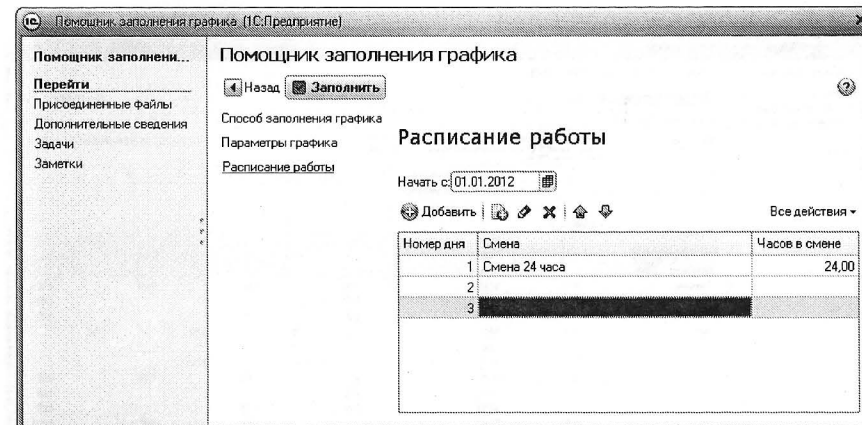 Помощник заполнения графика (1С:Предприятие)
Помощник заполнени...
Перейти
Присоединенные файлы
Дополнительные сведения
Задачи
Заметки
Помощник заполнения графика
Назад Заполнить
Способ заполнения графика
Параметры графика
Расписание работы
Расписание работы
Начать с: 01.01.2012
Добавить Все действия
Номер дня Смена Часов в смене
1 Смена 24 часа 24,00
2
3